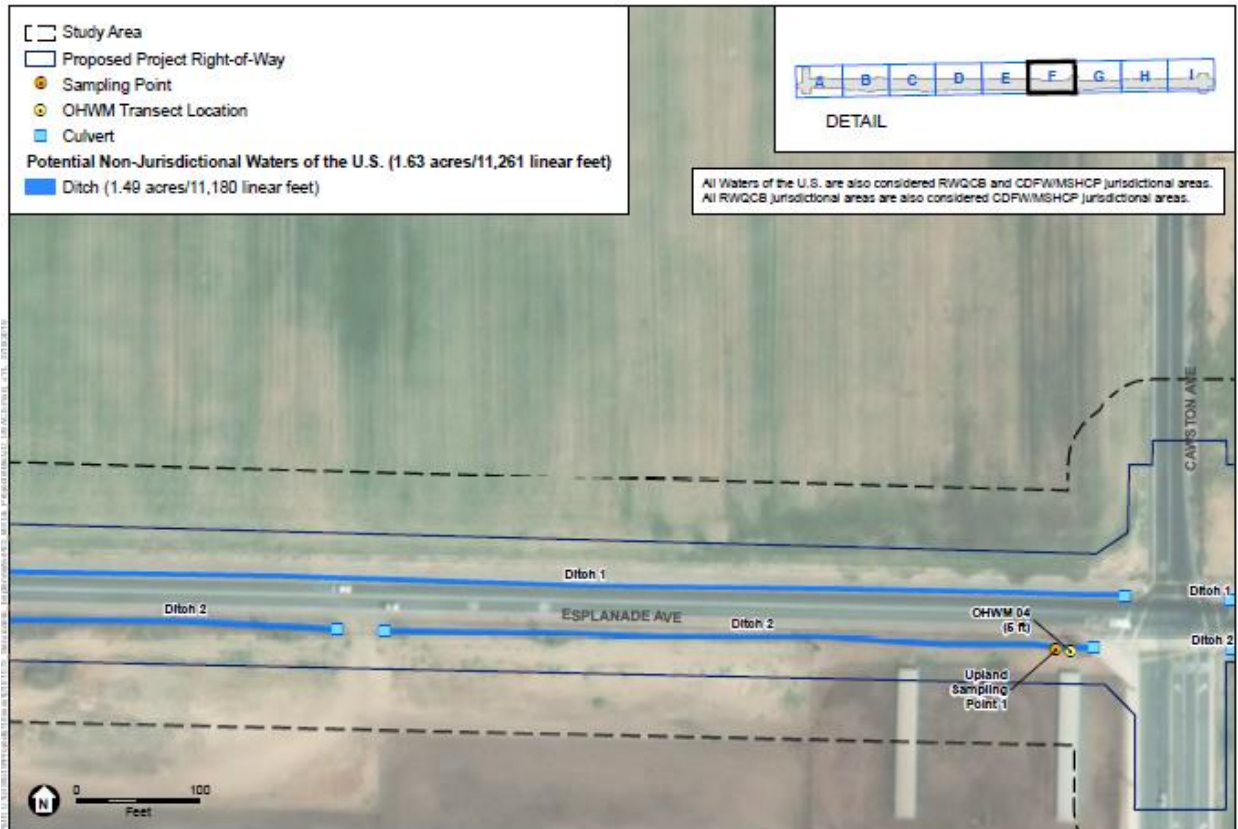 Study Area
Proposed Project Right-of-Way
Sampling Point
OHWM Transect Location
Culvert
Potential Non-Jurisdictional Waters of the U.S. (1.63 acres/11,261 linear feet)
Ditch (1.49 acres/11,180 linear feet)
A B C D E F G H I
DETAIL
All Waters of the U.S. are also considered RWQCB and CDFW/MSHCP jurisdictional areas.
All RWQCB jurisdictional areas are also considered CDFW/MSHCP jurisdictional areas.
CAWSTON AVE
Ditch 1
Ditch 1
Ditch 2
ESPLANADE AVE
Ditch 2
OHWM 04
(5 ft)
Ditch 2
Upland
Sampling
Point 1
N
0 100
Feet